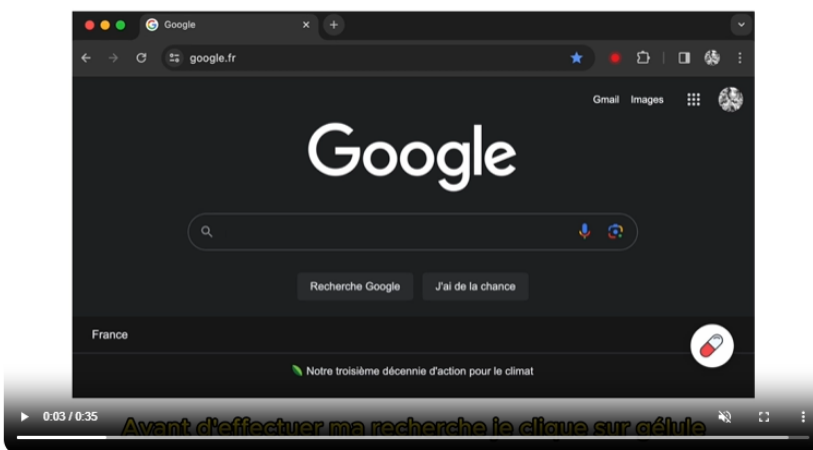 Google
google.fr
Gmail Images
Google
Recherche Google J'ai de la chance
France
Notre troisième décennie d'action pour le climat
0:03 / 0:35
Avant d'effectuer ma recherche je clique sur gélule